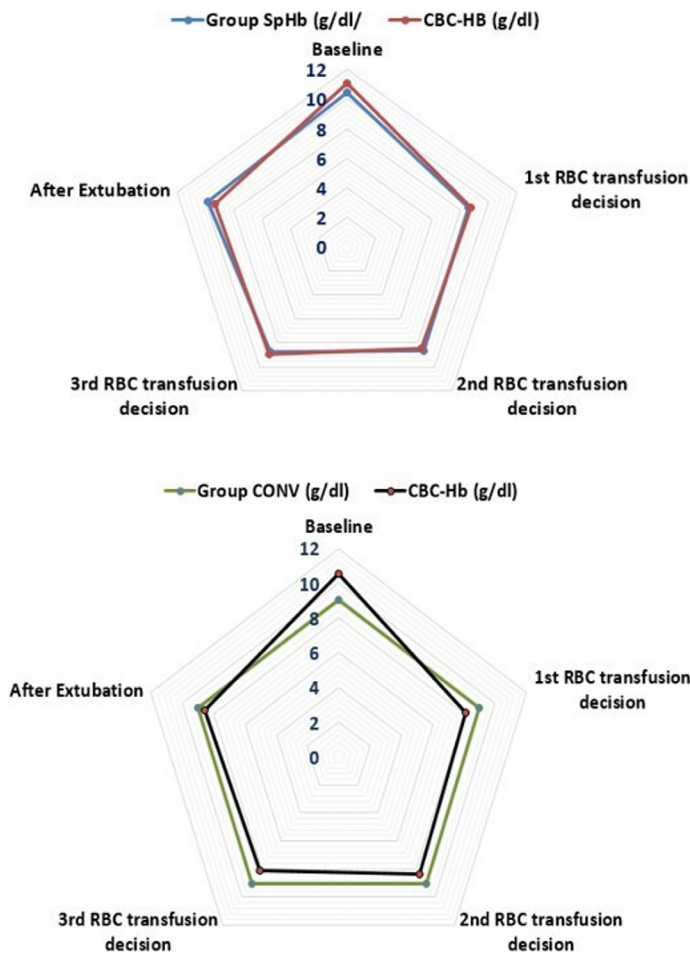 Group SpHb (g/dl/ CBC-HB (g/dl)
Baseline
12
10
8
6
4
2
0
After Extubation
1st RBC transfusion
decision
3rd RBC transfusion
decision
2nd RBC transfusion
decision
Group CONV (g/dl) CBC-Hb (g/dl)
Baseline
12
10
8
6
4
2
0
After Extubation
1st RBC transfusion
decision
3rd RBC transfusion
decision
2nd RBC transfusion
decision